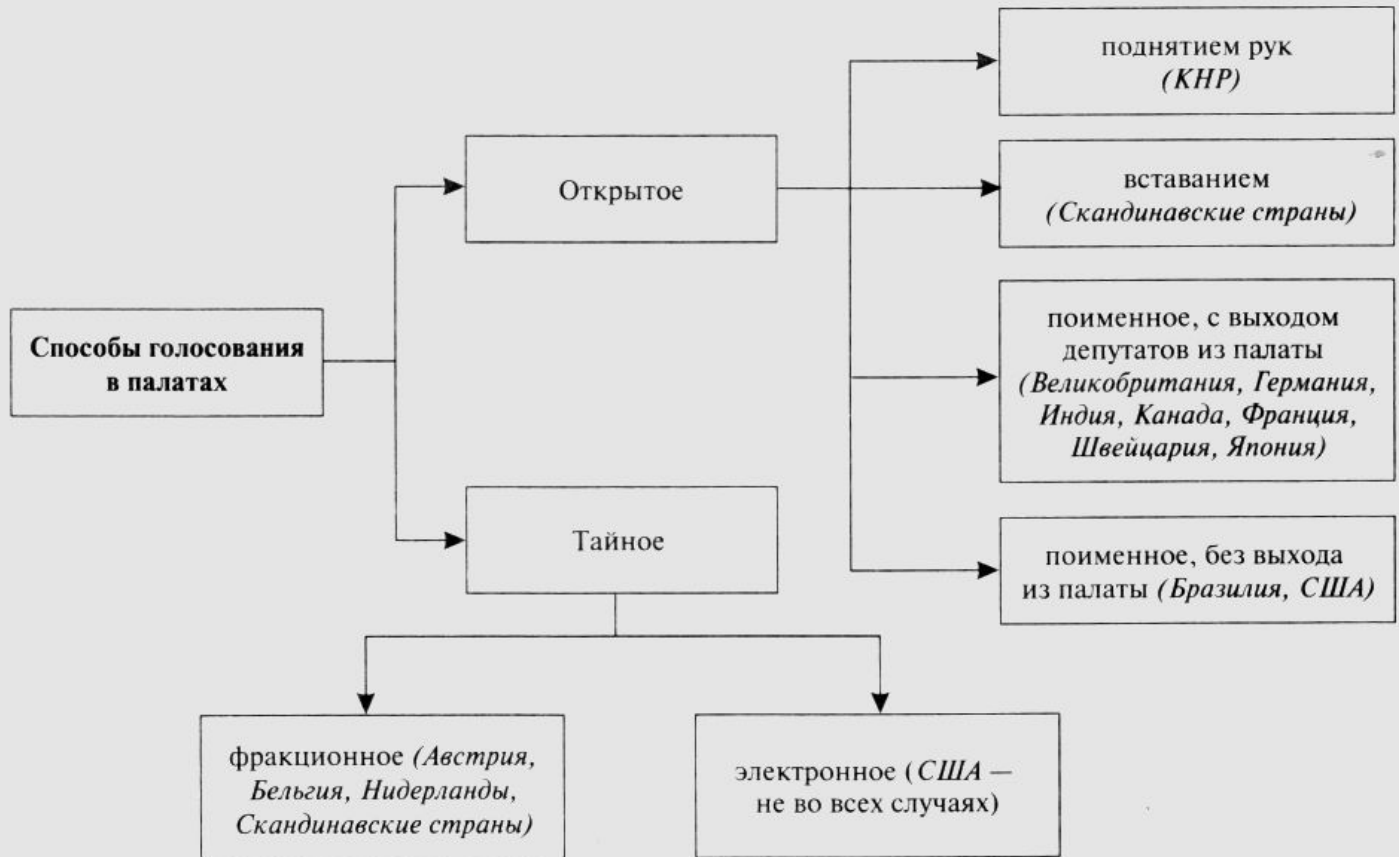 Способы голосования
в палатах
Открытое
поднятием рук
(КНР)
вставанием
(Скандинавские страны)
поименное, с выходом
депутатов из палаты
(Великобритания, Германия,
Индия, Канада, Франция,
Швейцария, Япония)
поименное, без выхода
из палаты (Бразилия, США)
Тайное
фракционное (Австрия,
Бельгия, Нидерланды,
Скандинавские страны)
электронное (США —
не во всех случаях)